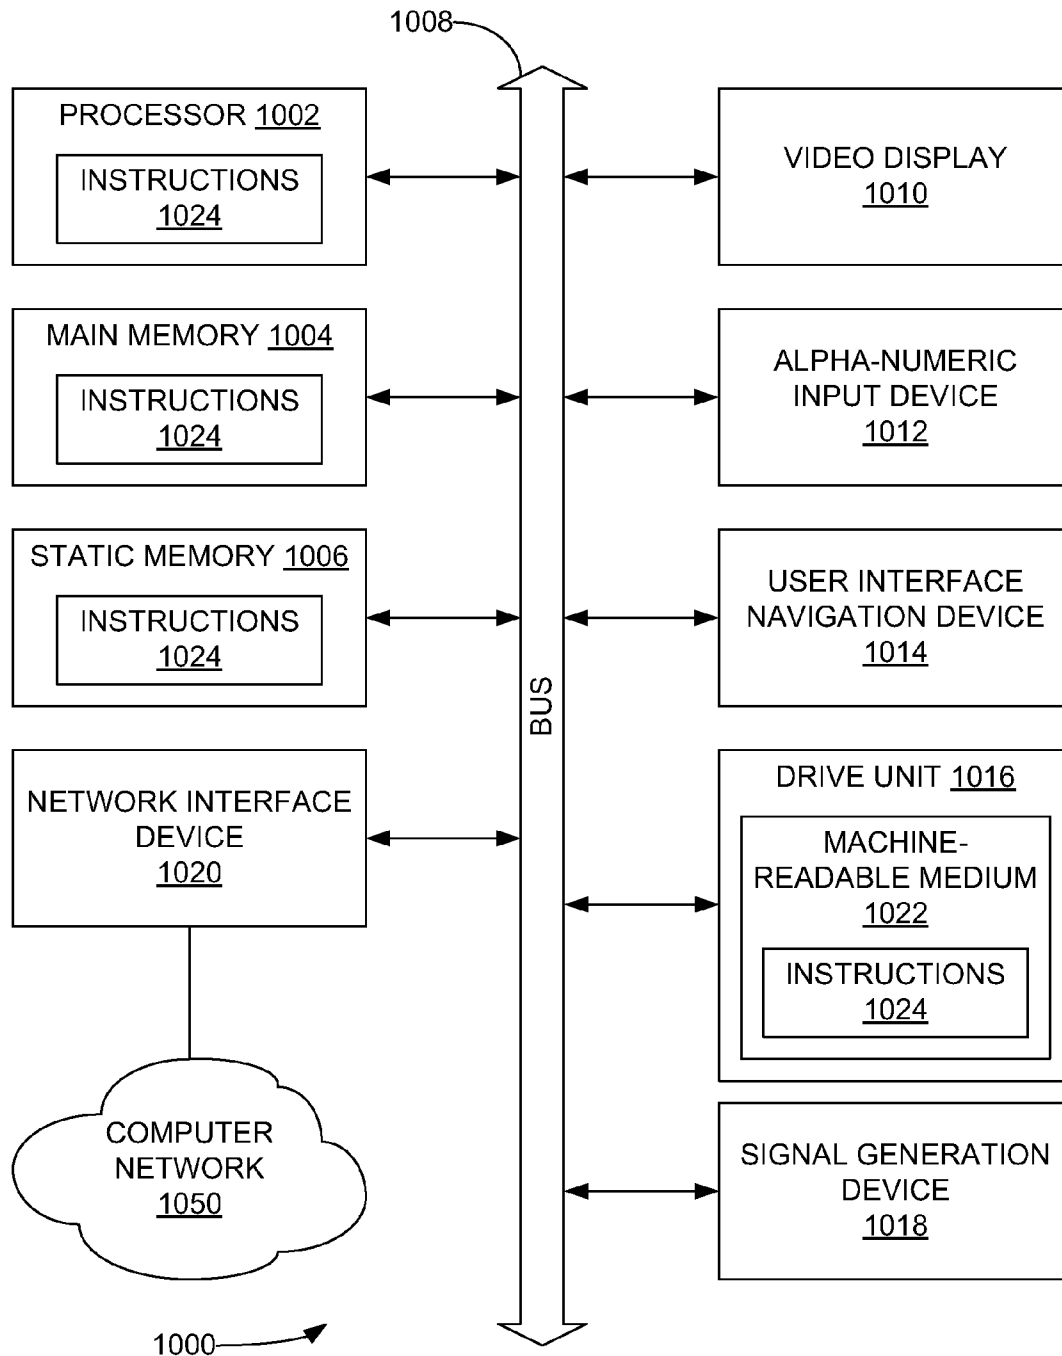 1008
PROCESSOR 1002
INSTRUCTIONS
1024
MAIN MEMORY 1004
INSTRUCTIONS
1024
STATIC MEMORY 1006
INSTRUCTIONS
1024
NETWORK INTERFACE
DEVICE
1020
COMPUTER
NETWORK
1050
1000
BUS
VIDEO DISPLAY
1010
ALPHA-NUMERIC
INPUT DEVICE
1012
USER INTERFACE
NAVIGATION DEVICE
1014
DRIVE UNIT 1016
MACHINE-
READABLE MEDIUM
1022
INSTRUCTIONS
1024
SIGNAL GENERATION
DEVICE
1018